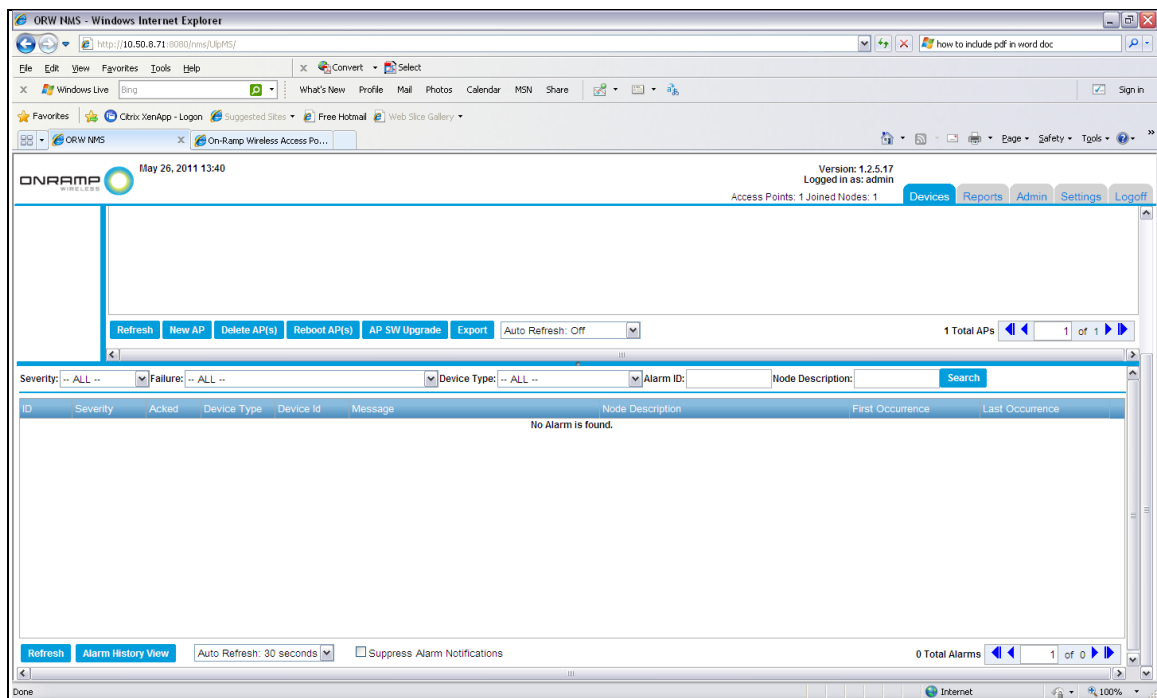 ORW NMS - Windows Internet Explorer
http://10.50.8.71:8080/nms/UlpMS/
how to include pdf in word doc
File Edit View Favorites Tools Help
x Convert Select
x Windows Live Bing What's New Profile Mail Photos Calendar MSN Share Sign in
Favorites Citrix XenApp - Logon Suggested Sites Free Hotmail Web Slice Gallery
ORW NMS x On-Ramp Wireless Access Po... Page Safety Tools »
ONRAMP
WIRELESS
May 26, 2011 13:40
Version: 1.2.5.17
Logged in as: admin
Access Points: 1 Joined Nodes: 1
Devices Reports Admin Settings Logoff
Refresh New AP Delete AP(s) Reboot AP(s) AP SW Upgrade Export Auto Refresh: Off 1 Total APs 1 of 1
Severity: -- ALL -- Failure: -- ALL -- Device Type: -- ALL -- Alarm ID: Node Description: Search
ID Severity Acked Device Type Device Id Message Node Description First Occurrence Last Occurrence
No Alarm is found.
Refresh Alarm History View Auto Refresh: 30 seconds Suppress Alarm Notifications 0 Total Alarms 1 of 0
Done Internet 100%